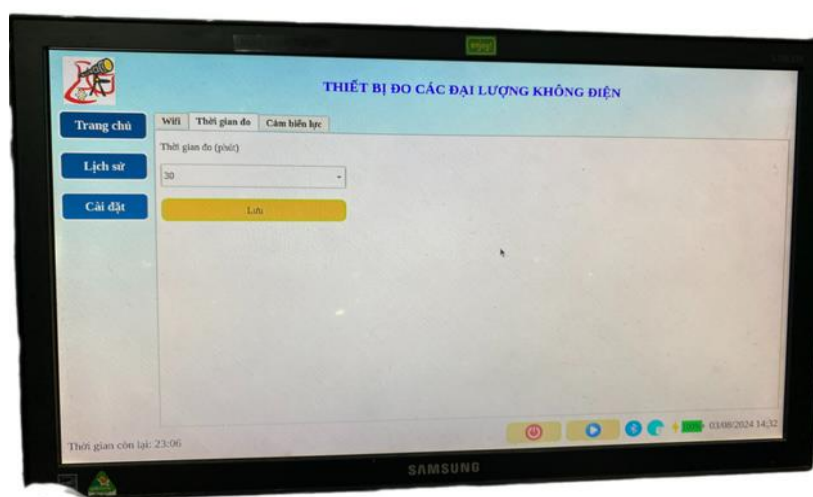 enjoy
THIẾT BỊ ĐO CÁC ĐẠI LƯỢNG KHÔNG ĐIỆN
Trang chủ
Lịch sử
Cài đặt
Wifi Thời gian đo Cảm biến lực
Thời gian đo (phút)
30
Lưu
Thời gian còn lại: 23:06
100% 03/08/2024 14:32
SAMSUNG